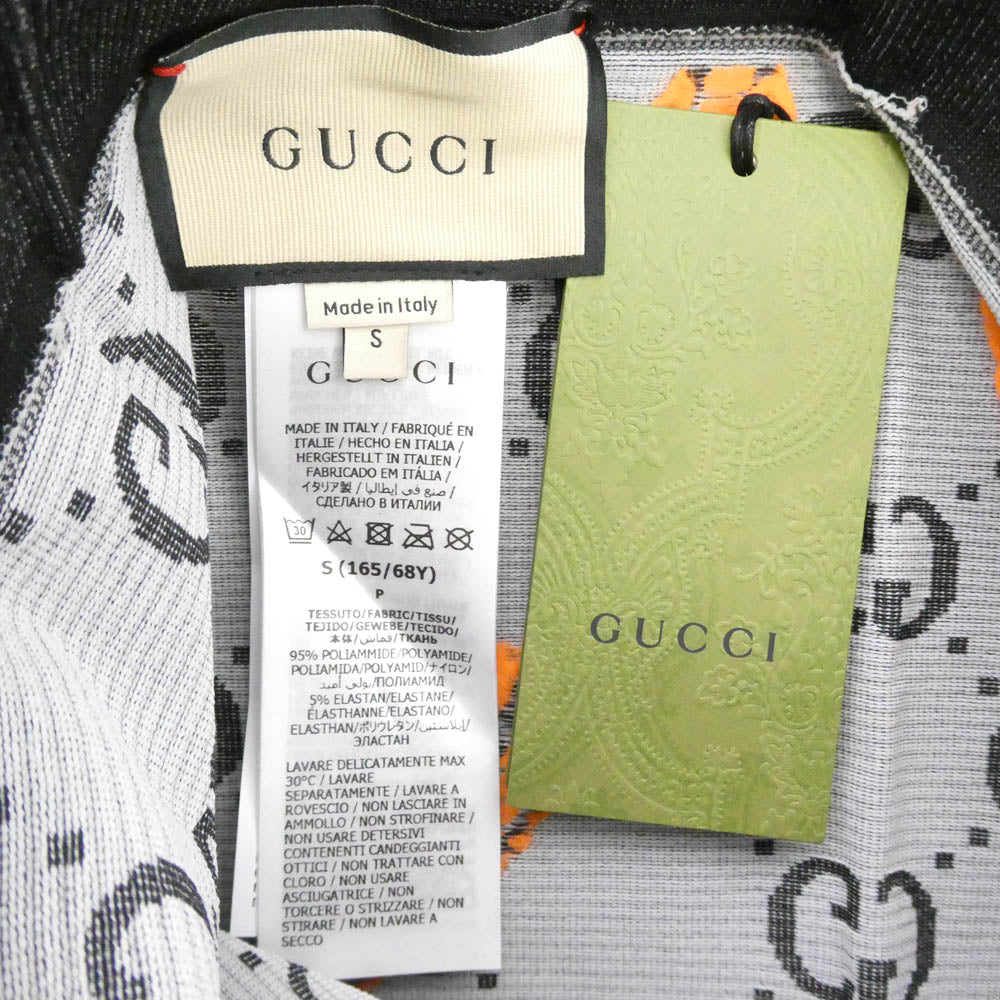 GUCCI
Made in Italy
S
GUCCI
MADE IN ITALY / FABRIQUÉ EN
ITALIE / HECHO EN ITALIA /
HERGESTELLT IN ITALIEN /
FABRICADO EM ITÁLIA /
イタリア製 / صنع في إيطاليا /
СДЕЛАНО В ИТАЛИИ
30
S (165/68Y)
P
TESSUTO/FABRIC/TISSU/
TEJIDO/GEWEBE/TECIDO/
本体/قماش/ТКАНЬ
95% POLIAMMIDE/POLYAMIDE/
POLIAMIDA/POLYAMID/ナイロン/
بولي أميد/ПОЛИАМИД
5% ELASTAN/ELASTANE/
ÉLASTHANNE/ELASTANO/
ELASTHAN/ポリウレタン/إيلاستين/
ЭЛАСТАН
LAVARE DELICATAMENTE MAX
30°C / LAVARE
SEPARATAMENTE / LAVARE A
ROVESCIO / NON LASCIARE IN
AMMOLLO / NON STROFINARE /
NON USARE DETERSIVI
CONTENENTI CANDEGGIANTI
OTTICI / NON TRATTARE CON
CLORO / NON USARE
ASCIUGATRICE / NON
TORCERE O STRIZZARE / NON
STIRARE / NON LAVARE A
SECCO
GUCCI